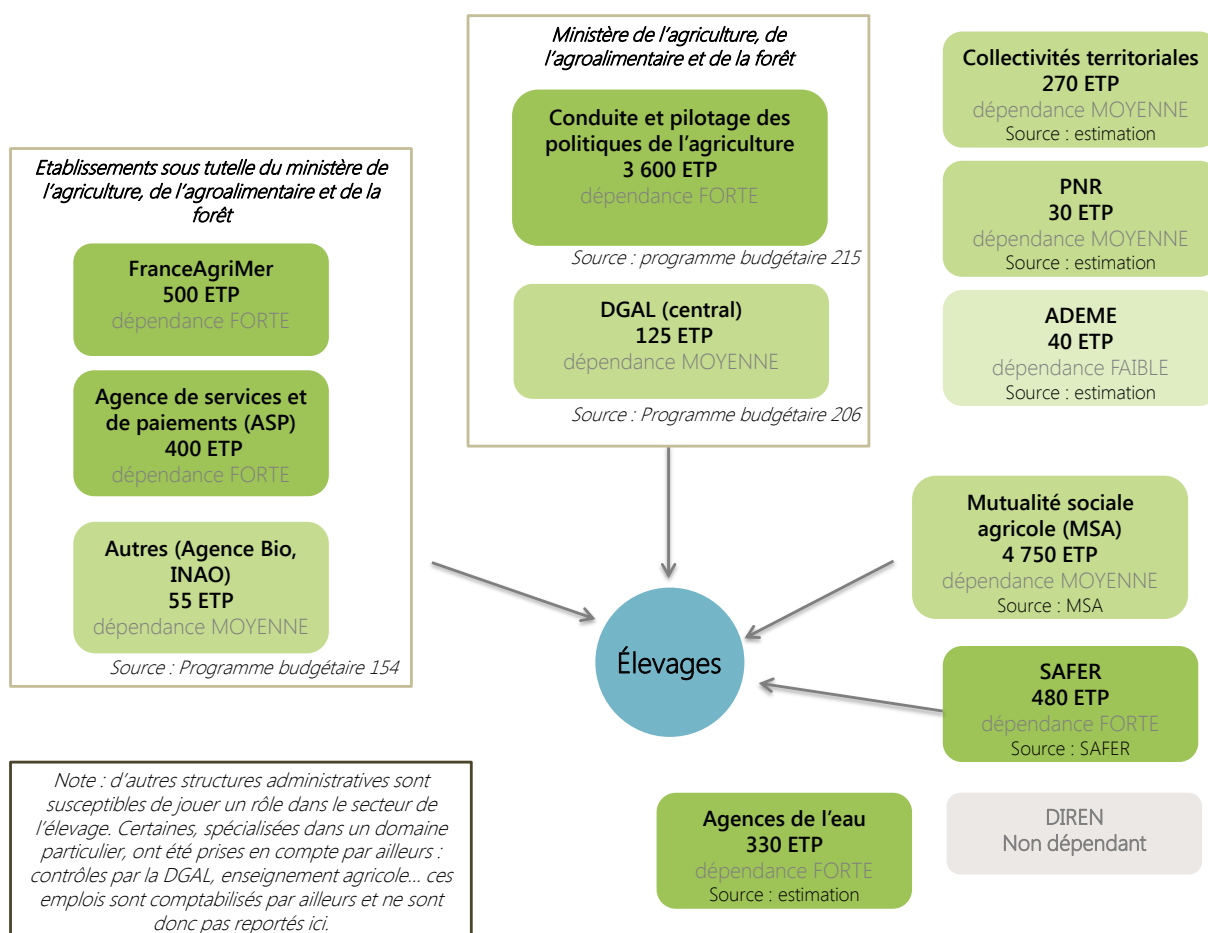 Ministère de l'agriculture, de
l'agroalimentaire et de la forêt
Conduite et pilotage des
politiques de l'agriculture
3 600 ETP
dépendance FORTE
Source : programme budgétaire 215
DGAL (central)
125 ETP
dépendance MOYENNE
Source : Programme budgétaire 206
Collectivités territoriales
270 ETP
dépendance MOYENNE
Source : estimation
PNR
30 ETP
dépendance MOYENNE
Source : estimation
ADEME
40 ETP
dépendance FAIBLE
Source : estimation
Etablissements sous tutelle du ministère de
l'agriculture, de l'agroalimentaire et de la
forêt
FranceAgriMer
500 ETP
dépendance FORTE
Agence de services et
de paiements (ASP)
400 ETP
dépendance FORTE
Autres (Agence Bio,
INAO)
55 ETP
dépendance MOYENNE
Source : Programme budgétaire 154
Élevages
Mutualité sociale
agricole (MSA)
4 750 ETP
dépendance MOYENNE
Source : MSA
SAFER
480 ETP
dépendance FORTE
Source : SAFER
Note : d'autres structures administratives sont
susceptibles de jouer un rôle dans le secteur de
l'élevage. Certaines, spécialisées dans un domaine
particulier, ont été prises en compte par ailleurs :
contrôles par la DGAL, enseignement agricole... ces
emplois sont comptabilisés par ailleurs et ne sont
donc pas reportés ici.
Agences de l'eau
330 ETP
dépendance FORTE
Source : estimation
DIREN
Non dépendant